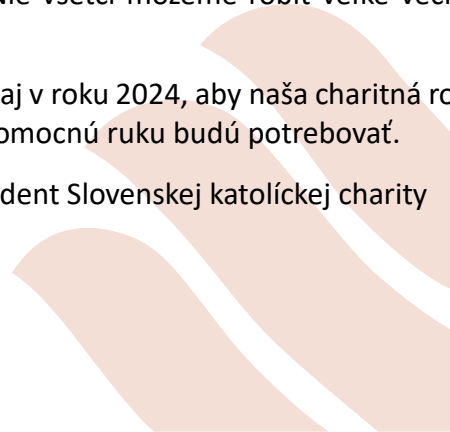 Nie všetci môžeme robiť veľké veci
aj v roku 2024, aby naša charitná ro
omocnú ruku budú potrebovať.
dent Slovenskej katolíckej charity